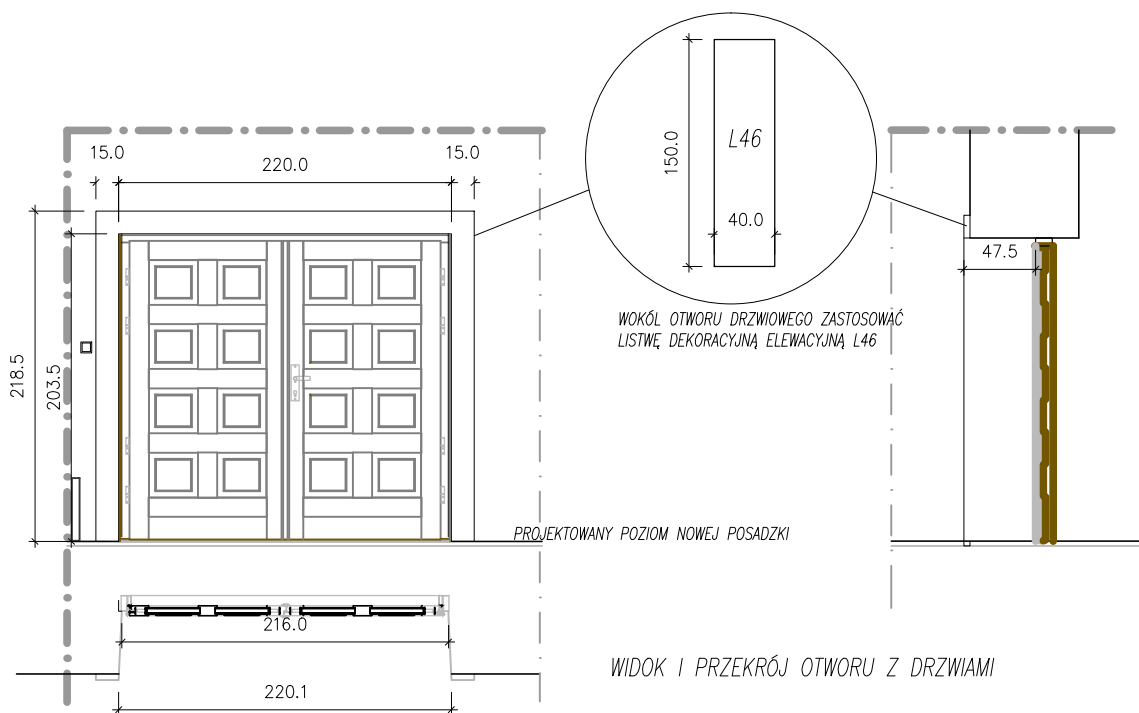 15.0
220.0
15.0
218.5
203.5
150.0
L46
40.0
47.5
WOKÓL OTWORU DRZWIOWEGO ZASTOSOWAĆ
LISTWĘ DEKORACYJNĄ ELEWACYJNĄ L46
PROJEKTOWANY POZIOM NOWEJ POSADZKI
216.0
220.1
WIDOK I PRZEKRÓJ OTWORU Z DRZWIAMI